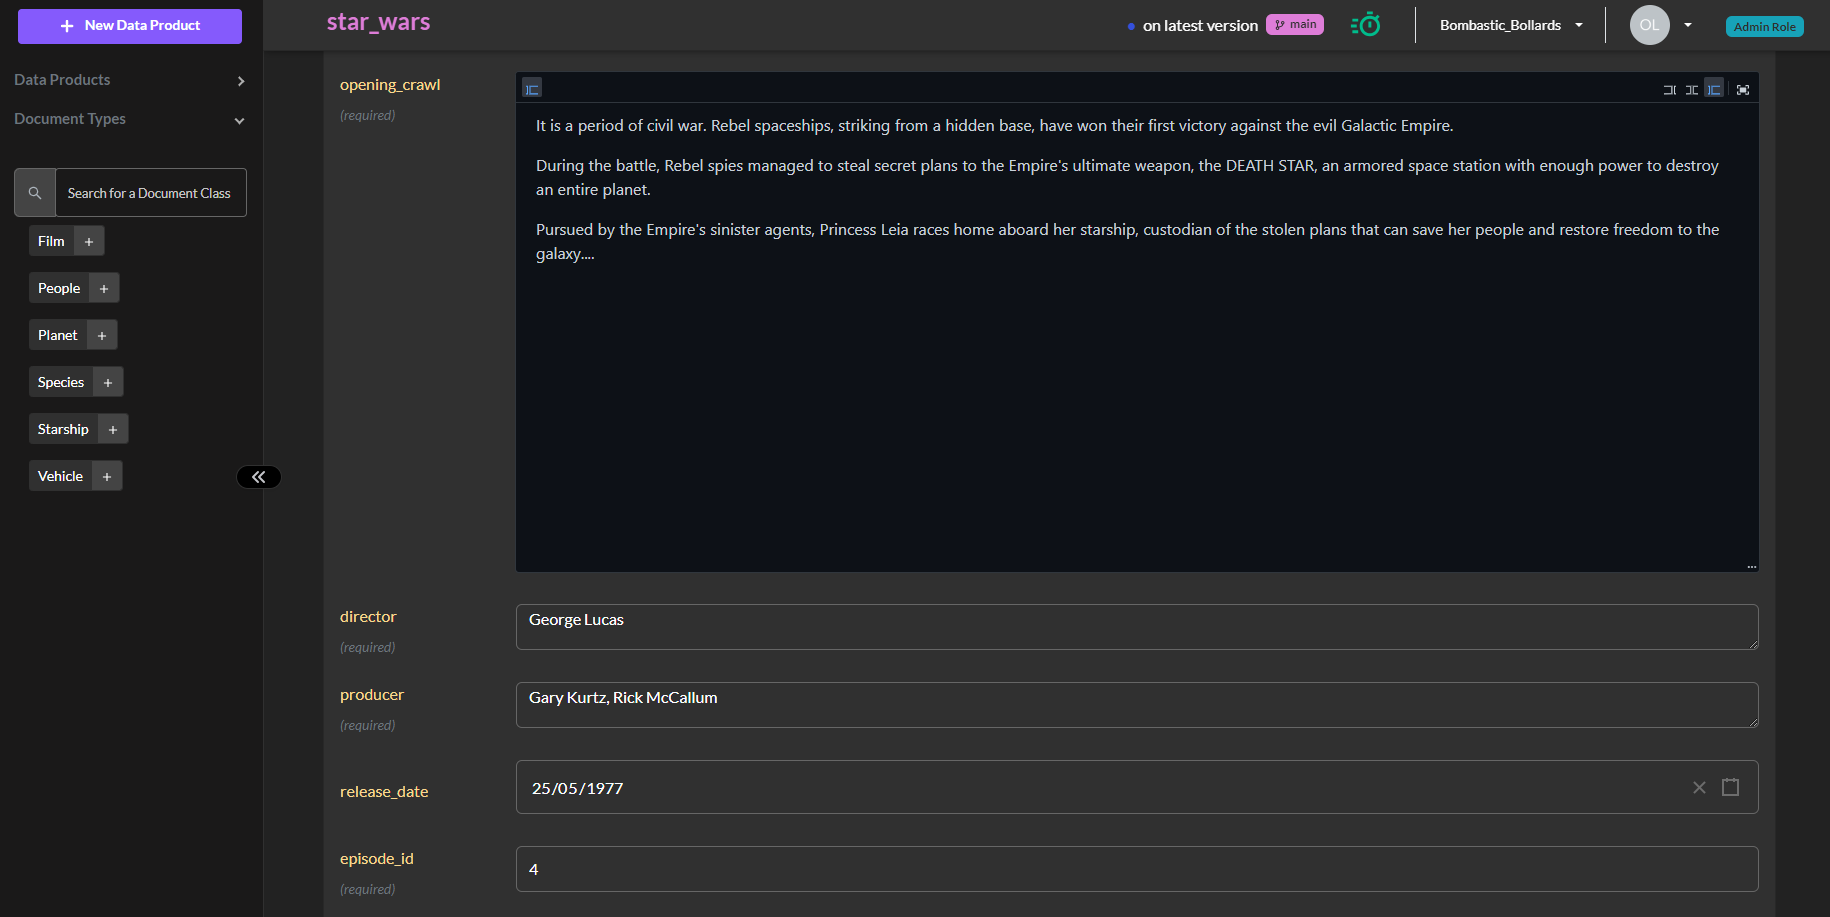 New Data Product
star_wars
on latest version
main
Bombastic_Bollards
OL
Admin Role
Data Products
Document Types
Search for a Document Class
Film +
People +
Planet +
Species +
Starship +
Vehicle +
opening_crawl
(required)
It is a period of civil war. Rebel spaceships, striking from a hidden base, have won their first victory against the evil Galactic Empire.
During the battle, Rebel spies managed to steal secret plans to the Empire's ultimate weapon, the DEATH STAR, an armored space station with enough power to destroy
an entire planet.
Pursued by the Empire's sinister agents, Princess Leia races home aboard her starship, custodian of the stolen plans that can save her people and restore freedom to the
galaxy....
director
(required)
George Lucas
producer
(required)
Gary Kurtz, Rick McCallum
release_date
25/05/1977
episode_id
(required)
4